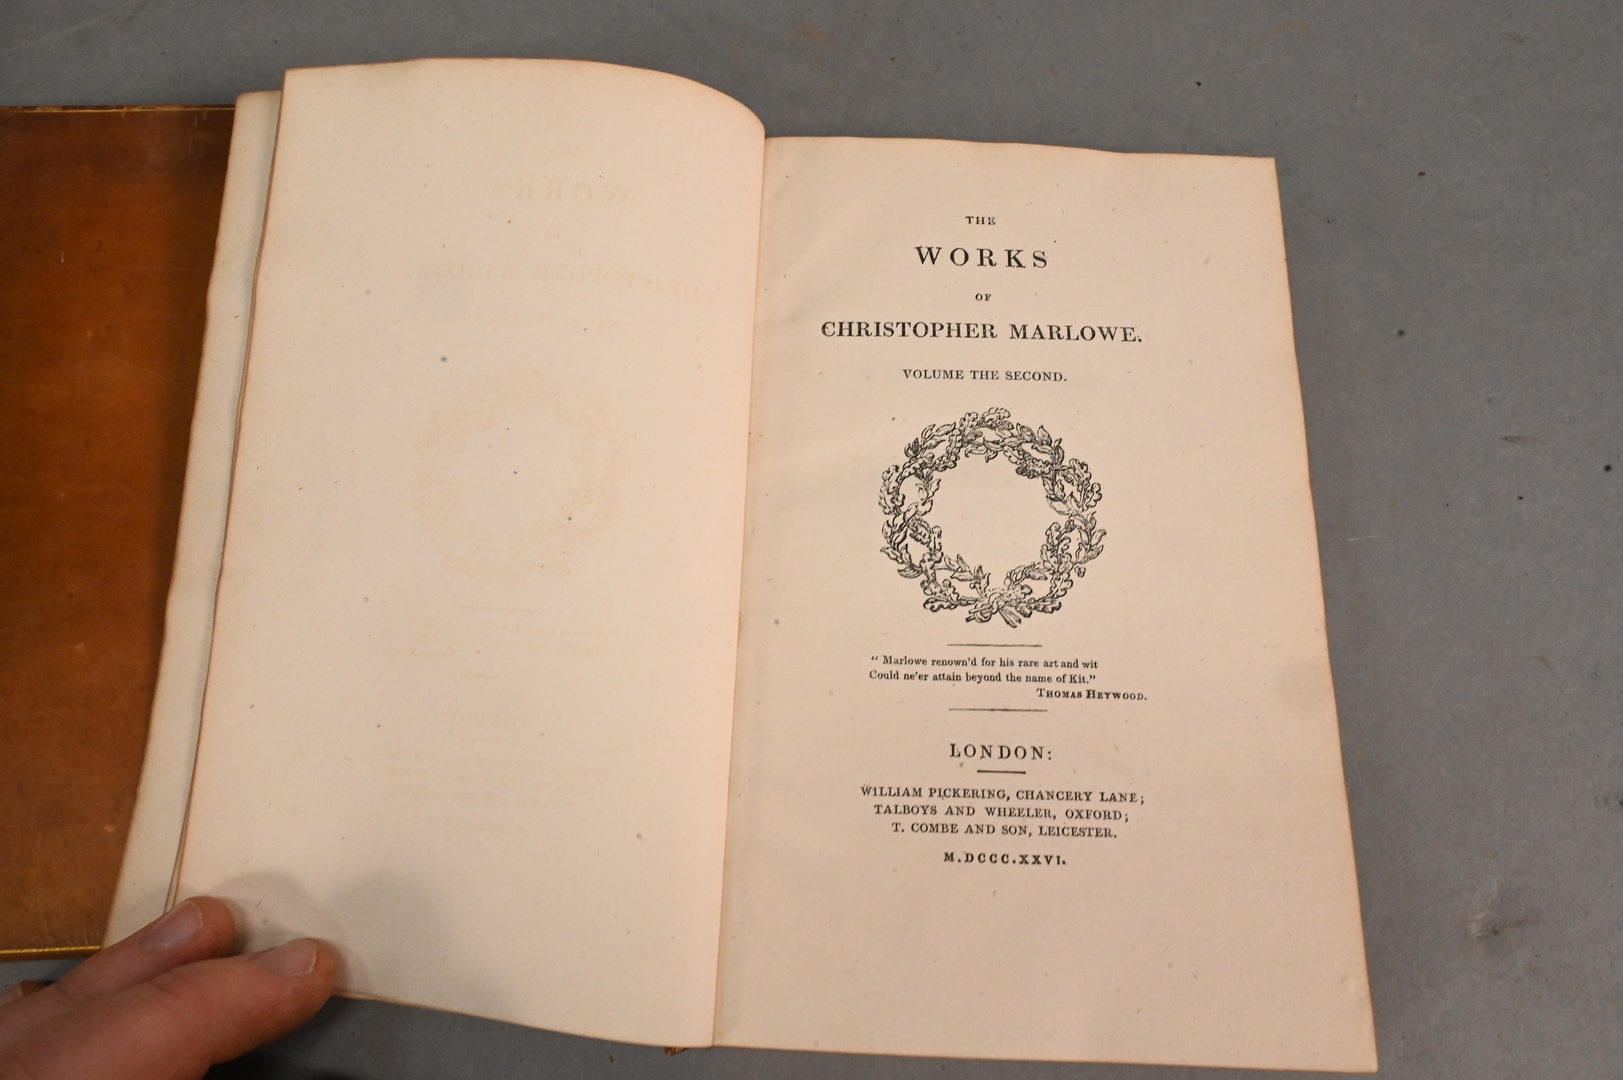 THE
WORKS
OF
CHRISTOPHER MARLOWE.
VOLUME THE SECOND.
“ Marlowe renown'd for his rare art and wit
Could ne'er attain beyond the name of Kit.”
THOMAS HEYWOOD.
LONDON:
WILLIAM PICKERING, CHANCERY LANE;
TALBOYS AND WHEELER, OXFORD;
T. COMBE AND SON, LEICESTER.
M.DCCC.XXVI.